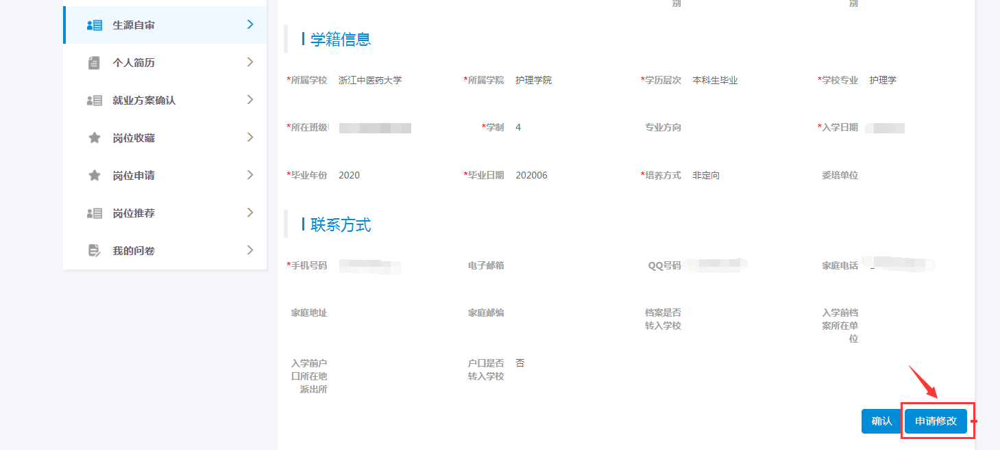 别
别
生源自审
个人简历
就业方案确认
岗位收藏
岗位申请
岗位推荐
我的问卷
学籍信息
*所属学校 浙江中医药大学 *所属学院 护理学院 *学历层次 本科生毕业 *学校专业 护理学
*所在班级 *学制 4 专业方向 *入学日期
*毕业年份 2020 *毕业日期 202006 *培养方式 非定向 委培单位
联系方式
*手机号码 电子邮箱 QQ号码 家庭电话
家庭地址 家庭邮编
档案是否
转入学校
入学前档
案所在单
位
入学前户
口所在地
派出所
户口是否
转入学校
否
确认 申请修改